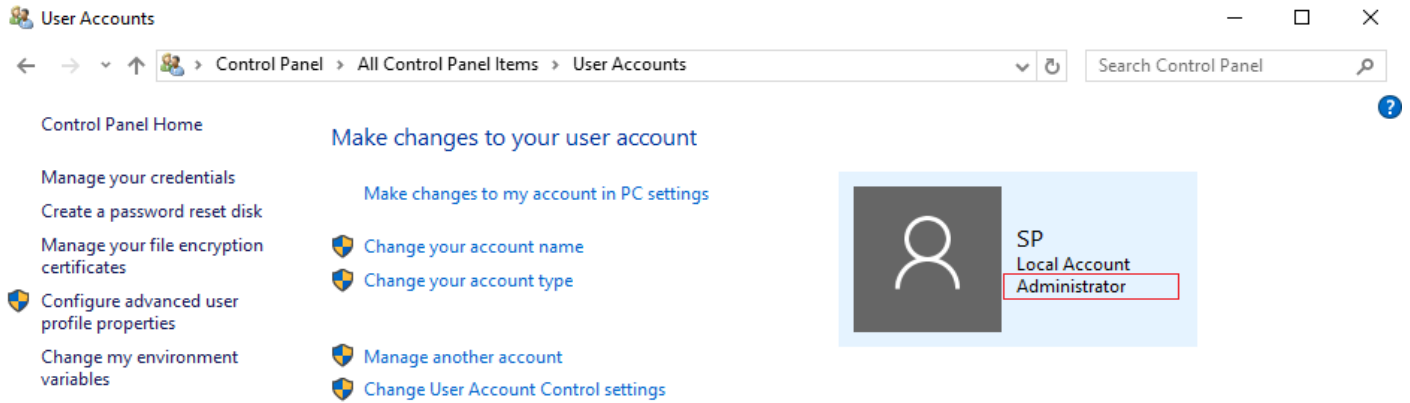 User Accounts
Control Panel > All Control Panel Items > User Accounts
Search Control Panel
Control Panel Home
Manage your credentials
Create a password reset disk
Manage your file encryption
certificates
Configure advanced user
profile properties
Change my environment
variables
Make changes to your user account
Make changes to my account in PC settings
Change your account name
Change your account type
Manage another account
Change User Account Control settings
SP
Local Account
Administrator
?